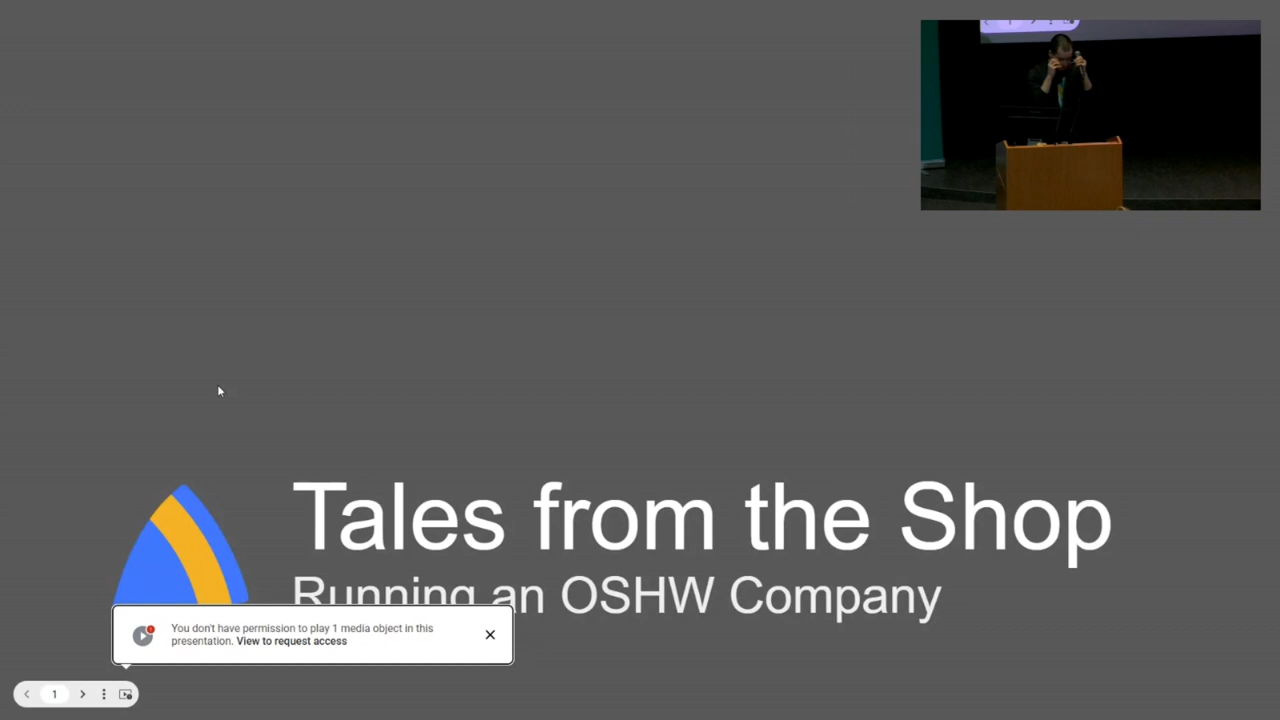 Tales from the Shop
Running an OSHW Company
You don't have permission to play 1 media object in this
presentation. View to request access
1